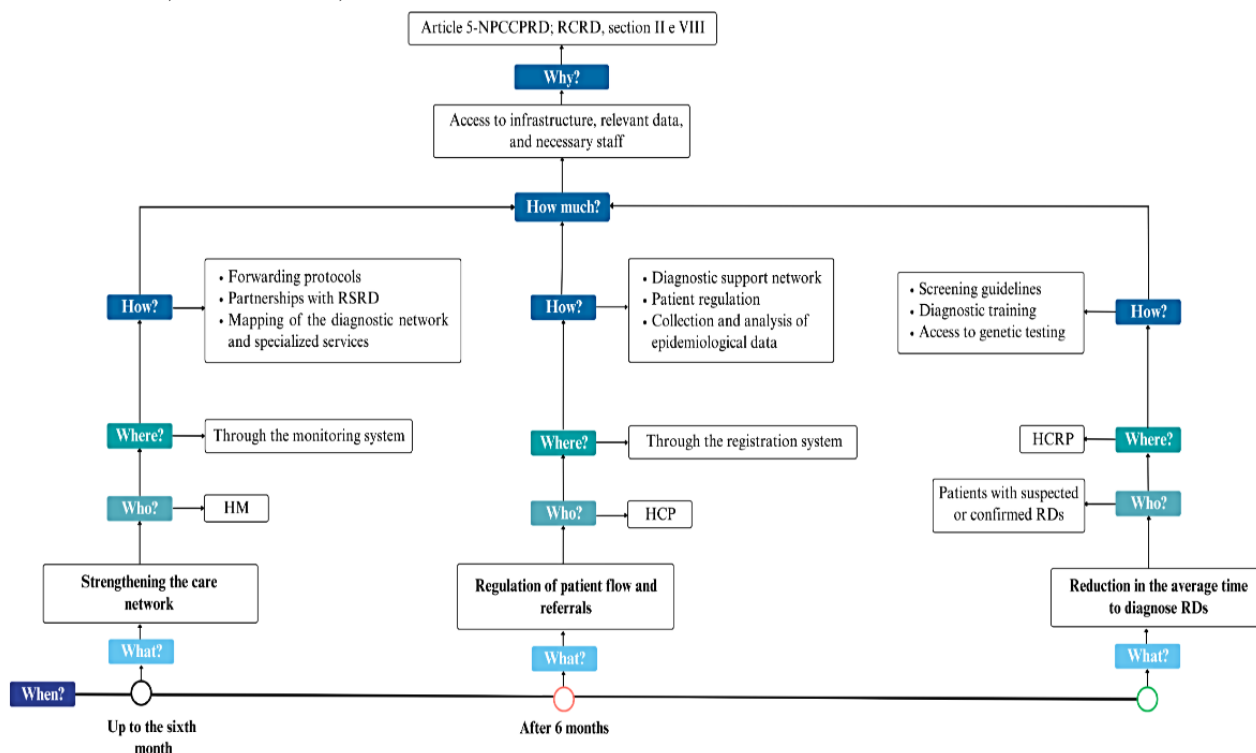 Article 5-NPCCPRD; RCRD, section II e VIII
Why?
Access to infrastructure, relevant data,
and necessary staff
How much?
• Forwarding protocols
• Partnerships with RSRD
• Mapping of the diagnostic network
and specialized services
How?
• Diagnostic support network
• Patient regulation
• Collection and analysis of
epidemiological data
How?
• Screening guidelines
• Diagnostic training
• Access to genetic testing
How?
Where?
Through the monitoring system
Where?
Through the registration system
HCRP
Where?
Who?
HM
Who?
HCP
Patients with suspected
or confirmed RDs
Who?
Strengthening the care
network
Regulation of patient flow and
referrals
Reduction in the average time
to diagnose RDs
What?
What?
What?
When?
Up to the sixth
month
After 6 months